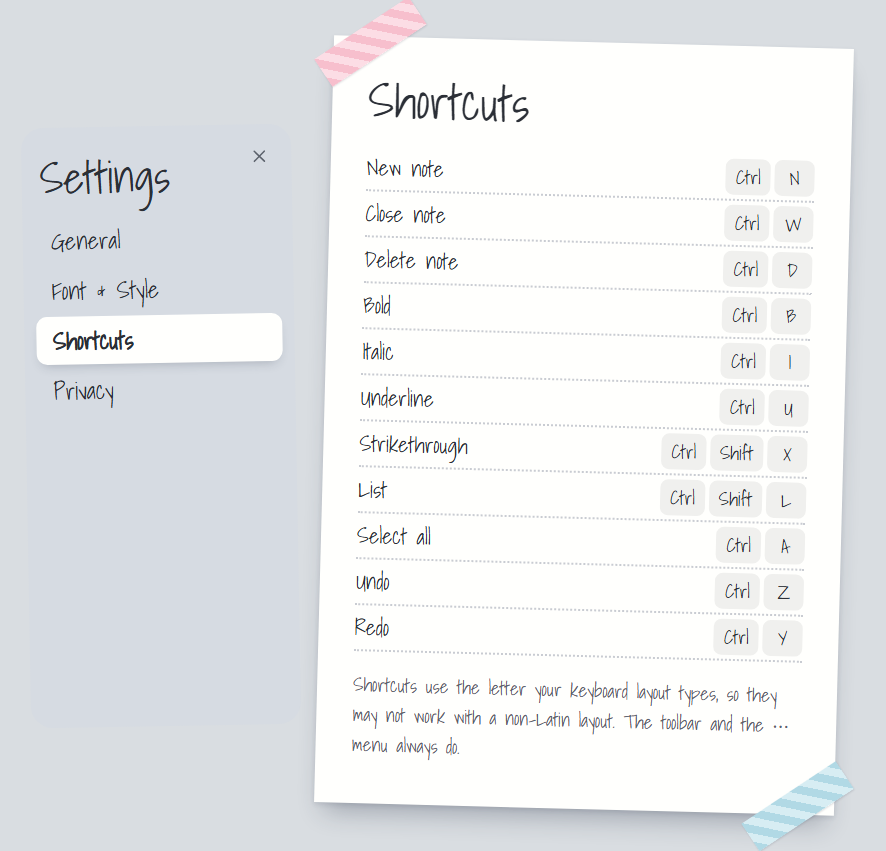 Settings
General
Font & Style
Shortcuts
Privacy
Shortcuts
New note Ctrl N
Close note Ctrl W
Delete note Ctrl D
Bold Ctrl B
Italic Ctrl I
Underline Ctrl U
Strikethrough Ctrl Shift X
List Ctrl Shift L
Select all Ctrl A
Undo Ctrl Z
Redo Ctrl Y
Shortcuts use the letter your keyboard layout types, so they
may not work with a non-Latin layout. The toolbar and the ···
menu always do.